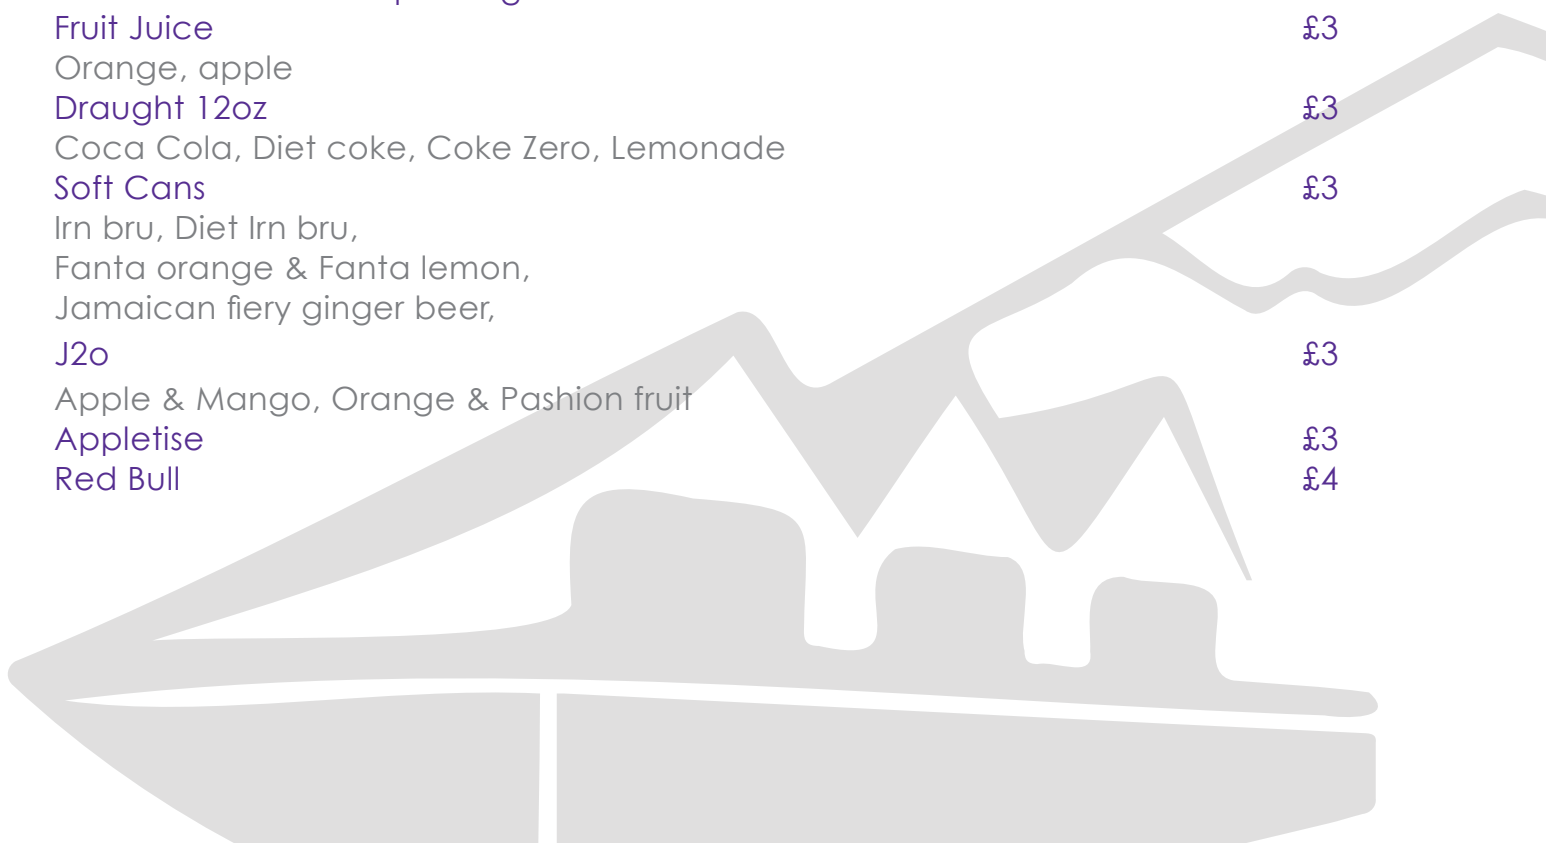 Fruit Juice £3
Orange, apple
Draught 12oz £3
Coca Cola, Diet coke, Coke Zero, Lemonade
Soft Cans £3
Irn bru, Diet Irn bru,
Fanta orange & Fanta lemon,
Jamaican fiery ginger beer,
J2o £3
Apple & Mango, Orange & Pashion fruit
Appletise £3
Red Bull £4